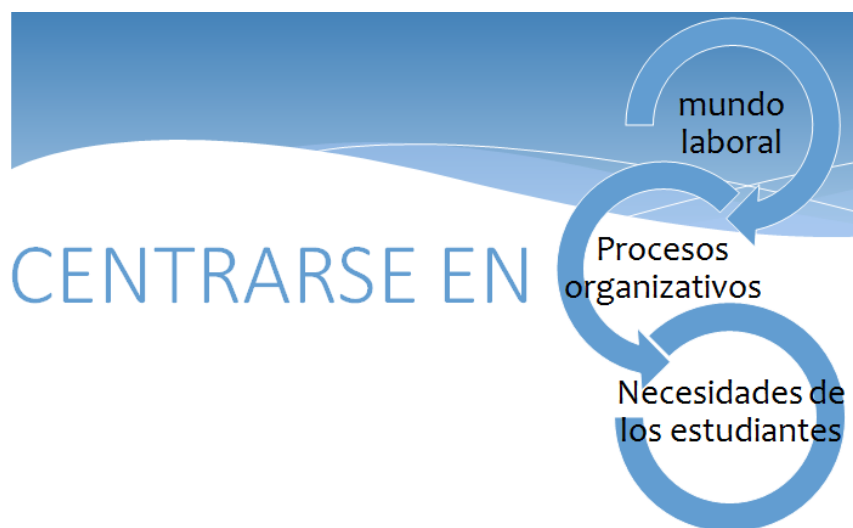 mundo
laboral
CENTRARSE EN
Procesos
organizativos
Necesidades de
los estudiantes